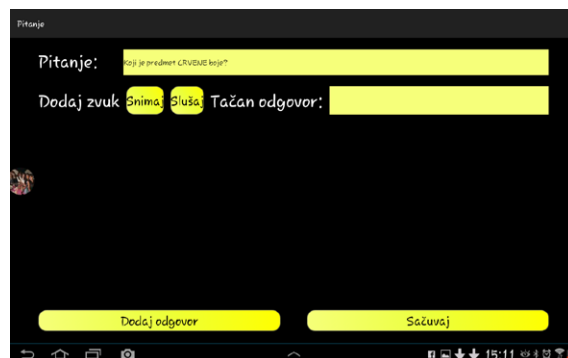 Pitanje
Pitanje: Koji je predmet CRVENE boje?
Dodaj zvuk Snimaj Slušaj Tačan odgovor:
Dodaj odgovor Sačuvaj
15:11